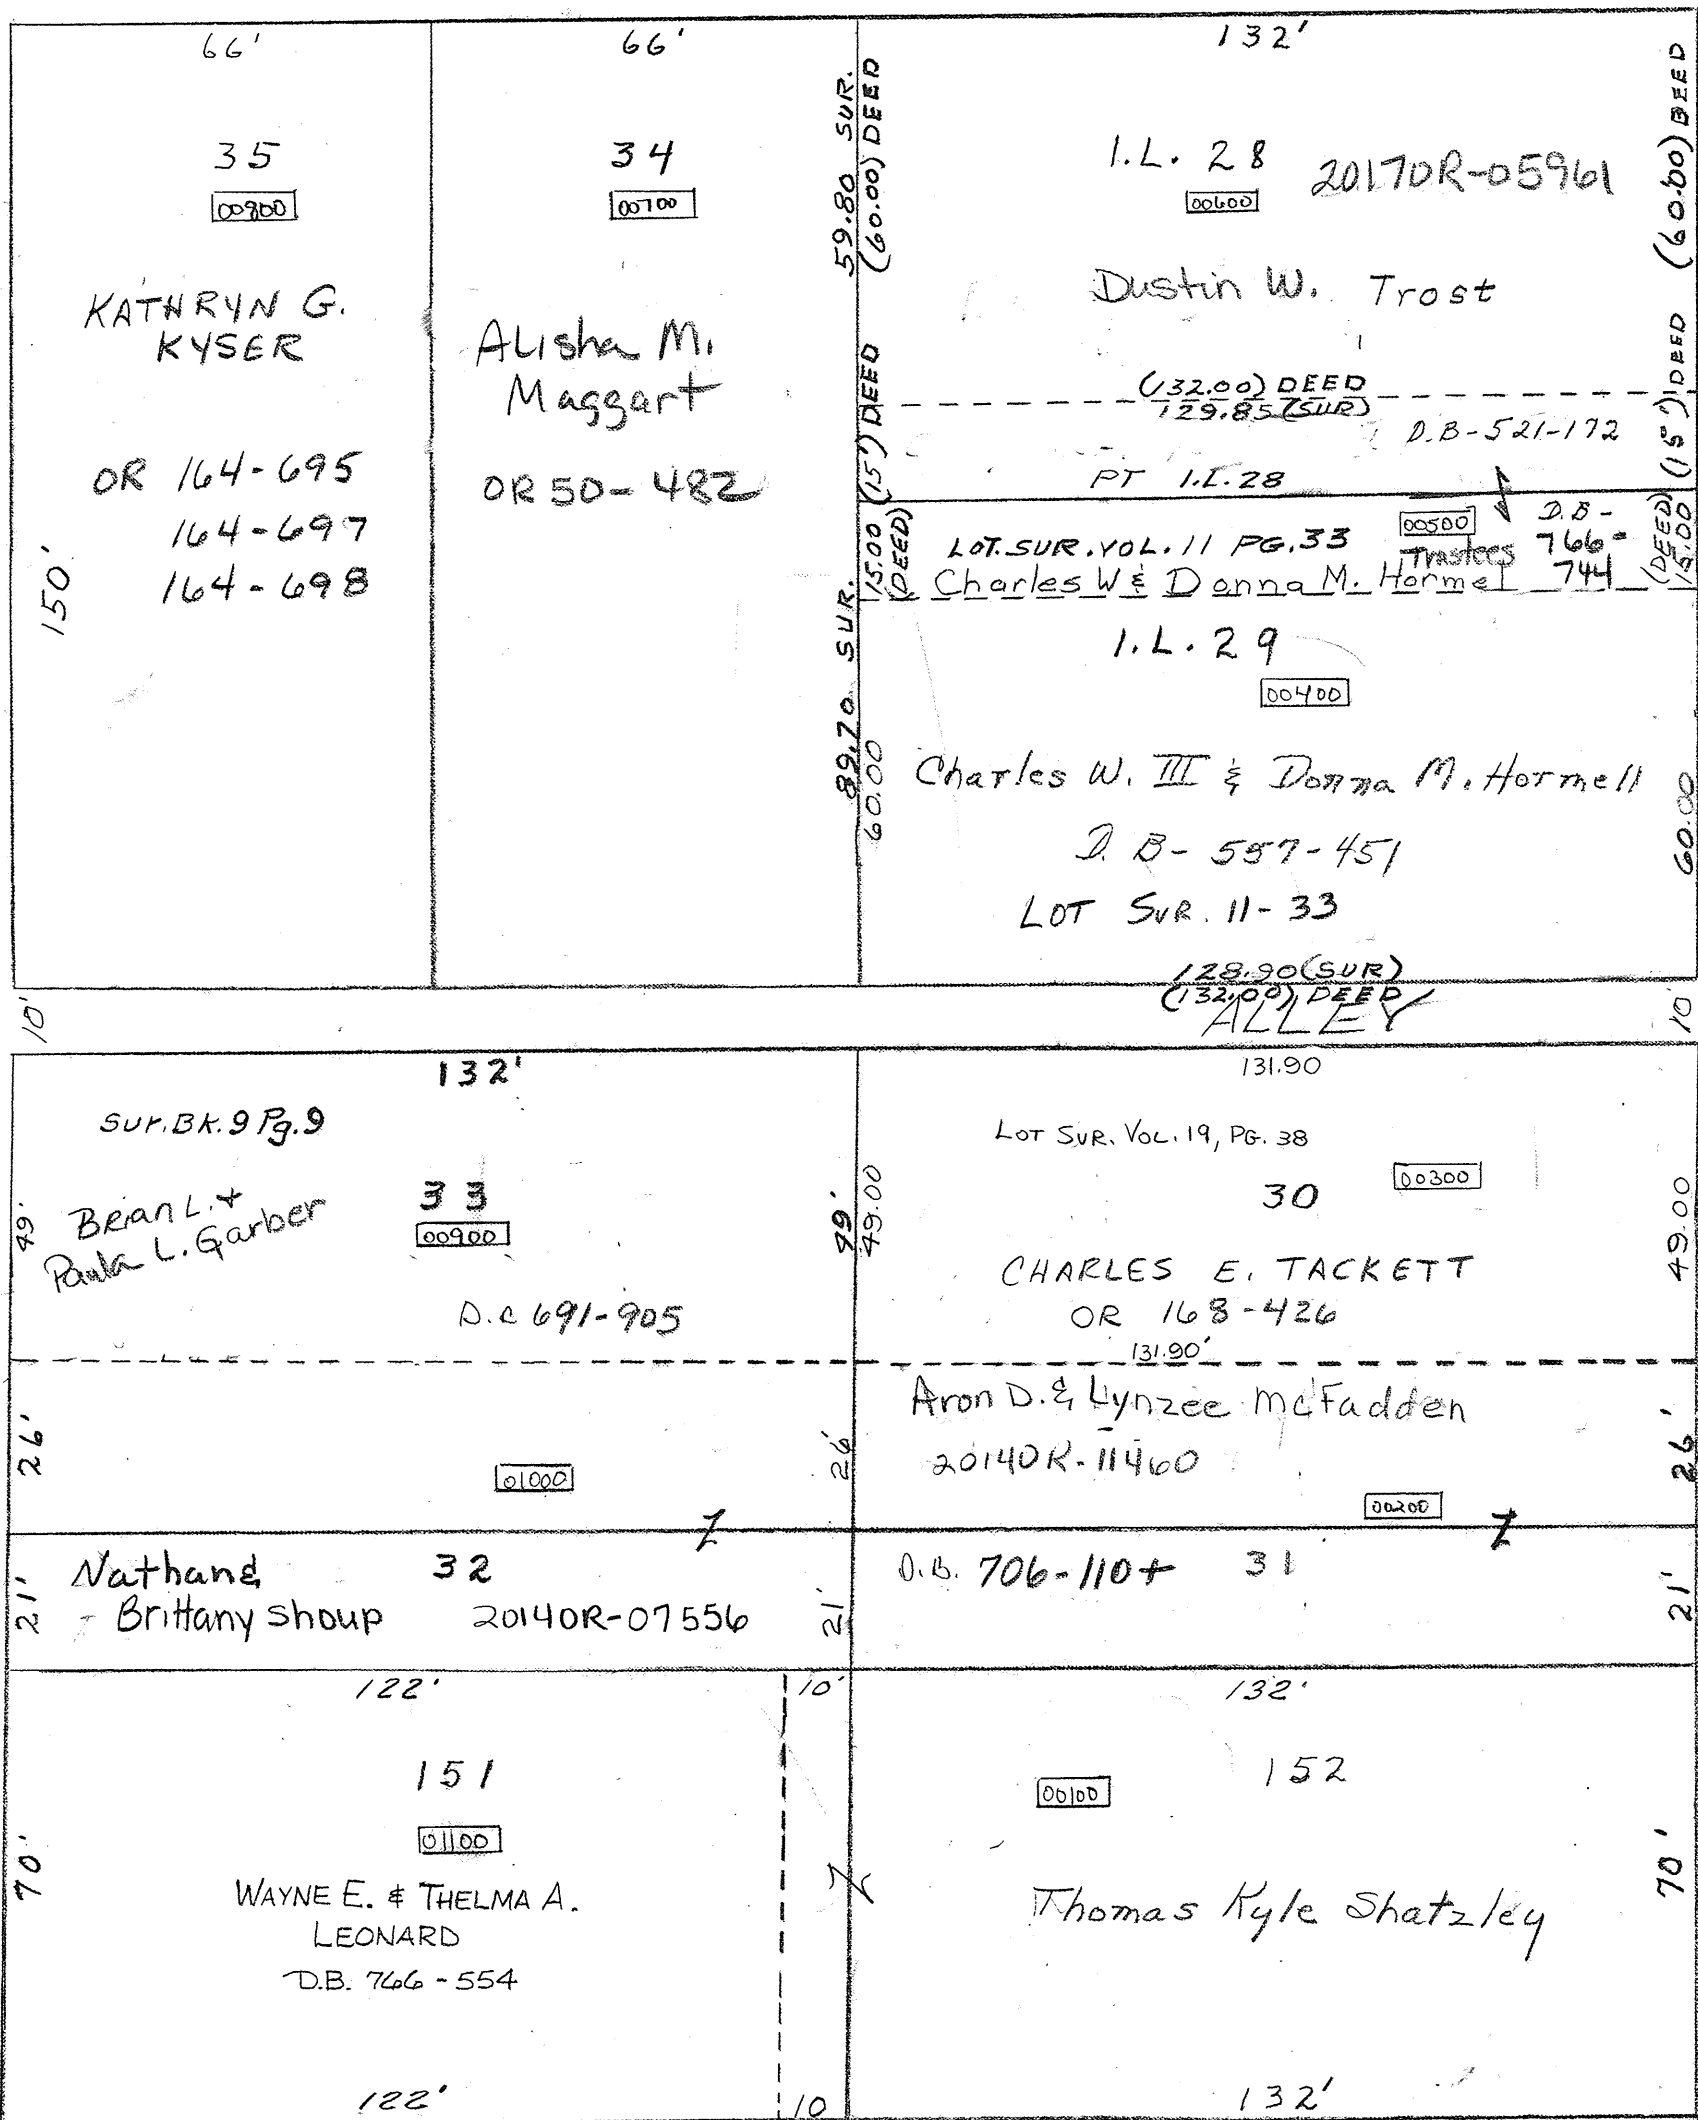 66'
35
00800
KATHRYN G.
KYSER
OR 164-695
164-697
164-698
150'
66'
34
00700
Alisha M.
Maggart
OR 50-482
59.80 SUR.
(60.00) DEED
(15') DEED
132'
I.L. 28
20170R-05961
00600
Dustin W. Trost
(60.00) DEED
(15') DEED
(132.00) DEED
129.85 (SUR)
D.B-521-172
PT I.L. 28
15.00
(DEED)
LOT. SUR. VOL. 11 PG. 33
00500
D.B-
766-
744
Trustees
Charles W & Donna M. Hormel
(DEED)
15.00
89.70 SUR.
60.00
I.L. 29
00400
Charles W. III & Donna M. Hormell
D. B- 557-451
LOT SUR. 11-33
60.00
128.90 (SUR)
(132.00) DEED
10'
ALLEY
10'
132'
Sur. Bk. 9 Pg. 9
49'
Brian L. +
Paula L. Garber
33
00900
D.C 691-905
49'
49.00
131.90
LOT SUR. VOL. 19, PG. 38
00300
30
CHARLES E. TACKETT
OR 168-426
131.90'
49.00
26'
01000
26'
Aron D. & Lynzee McFadden
20140R-11460
00200
26'
21'
Nathan &
Brittany Shoup
32
20140R-07556
21'
D.B. 706-110+
31
21'
122'
10'
151
01100
70'
WAYNE E. & THELMA A.
LEONARD
D.B. 766-554
122'
10
132'
152
00100
Thomas Kyle Shatzley
70'
132'